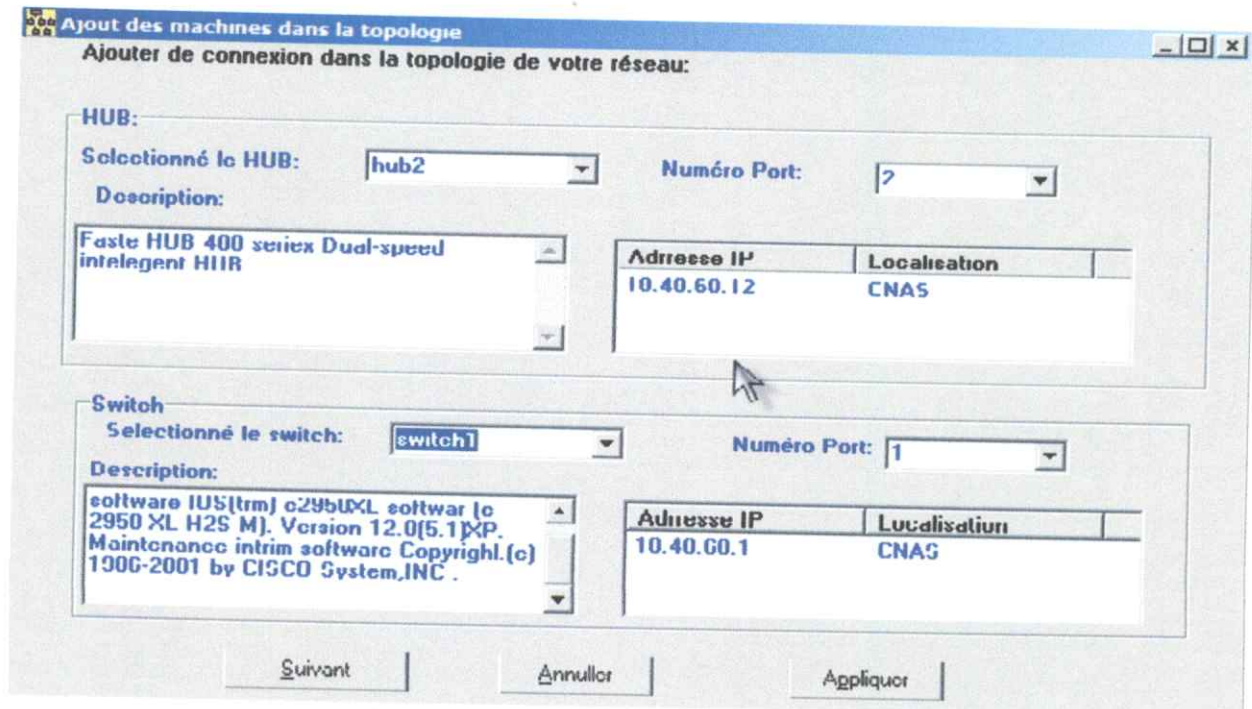 Ajout des machines dans la topologie
Ajouter de connexion dans la topologie de votre réseau:
HUB:
Selectionné le HUB:
hub2
Numéro Port:
2
Description:
Faste HUB 400 seriex Dual-speed
intelegent HUB
Adresse IP
Localisation
10.40.60.12
CNAS
Switch
Selectionné le switch:
switch1
Numéro Port:
1
Description:
software IOS(trm) c2950XL softwar (c
2950 XL H2S M). Version 12.0(5.1)XP.
Maintenance intrim software Copyright.(c)
1986-2001 by CISCO System,INC .
Adresse IP
Localisation
10.40.60.1
CNAS
Suivant
Annuller
Appliquer